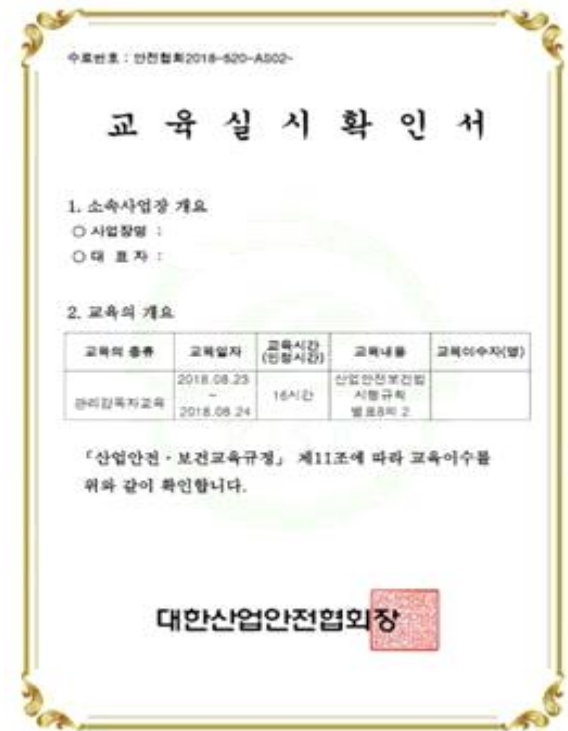 수료번호 : 안전협회2018-620-AS02-
교육실시확인서
1. 소속사업장 개요
○ 사업장명 :
○ 대 표 자 :
2. 교육의 개요
교육의 종류 교육일자 교육시간 (인정시간) 교육내용 교육이수자(명)
관리감독자교육 2018.08.23 ~ 2018.08.24 16시간 산업안전보건법 시행규칙 별표8의 2
「산업안전·보건교육규정」 제11조에 따라 교육이수를
위와 같이 확인합니다.
대한산업안전협회장